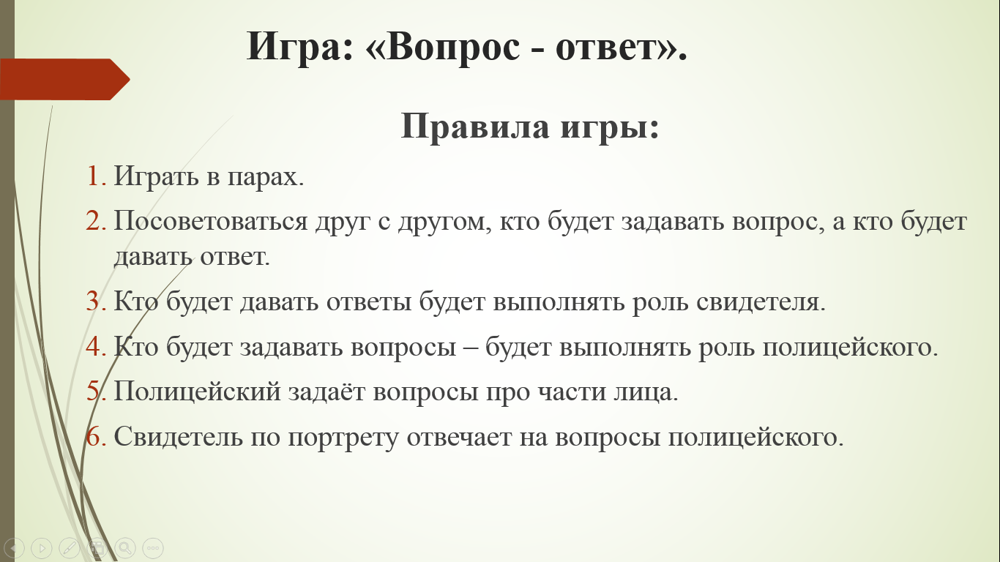 Игра: «Вопрос - ответ».
Правила игры:
1. Играть в парах.
2. Посоветоваться друг с другом, кто будет задавать вопрос, а кто будет
давать ответ.
3. Кто будет давать ответы будет выполнять роль свидетеля.
4. Кто будет задавать вопросы – будет выполнять роль полицейского.
5. Полицейский задаёт вопросы про части лица.
6. Свидетель по портрету отвечает на вопросы полицейского.